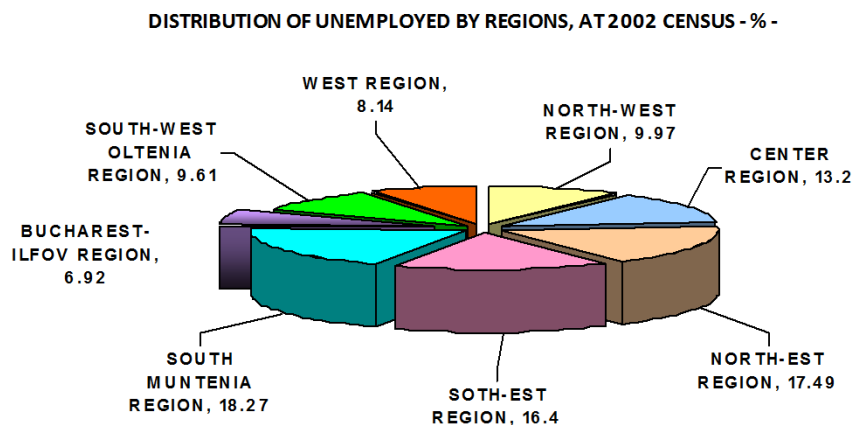 DISTRIBUTION OF UNEMPLOYED BY REGIONS, AT 2002 CENSUS - % -
WEST REGION,
8.14
NORTH-WEST
REGION, 9.97
CENTER
REGION, 13.2
NORTH-EST
REGION, 17.49
SOTH-EST
REGION, 16.4
SOUTH
MUNTENIA
REGION, 18.27
BUCHAREST-
ILFOV REGION,
6.92
SOUTH-WEST
OLTENIA
REGION, 9.61